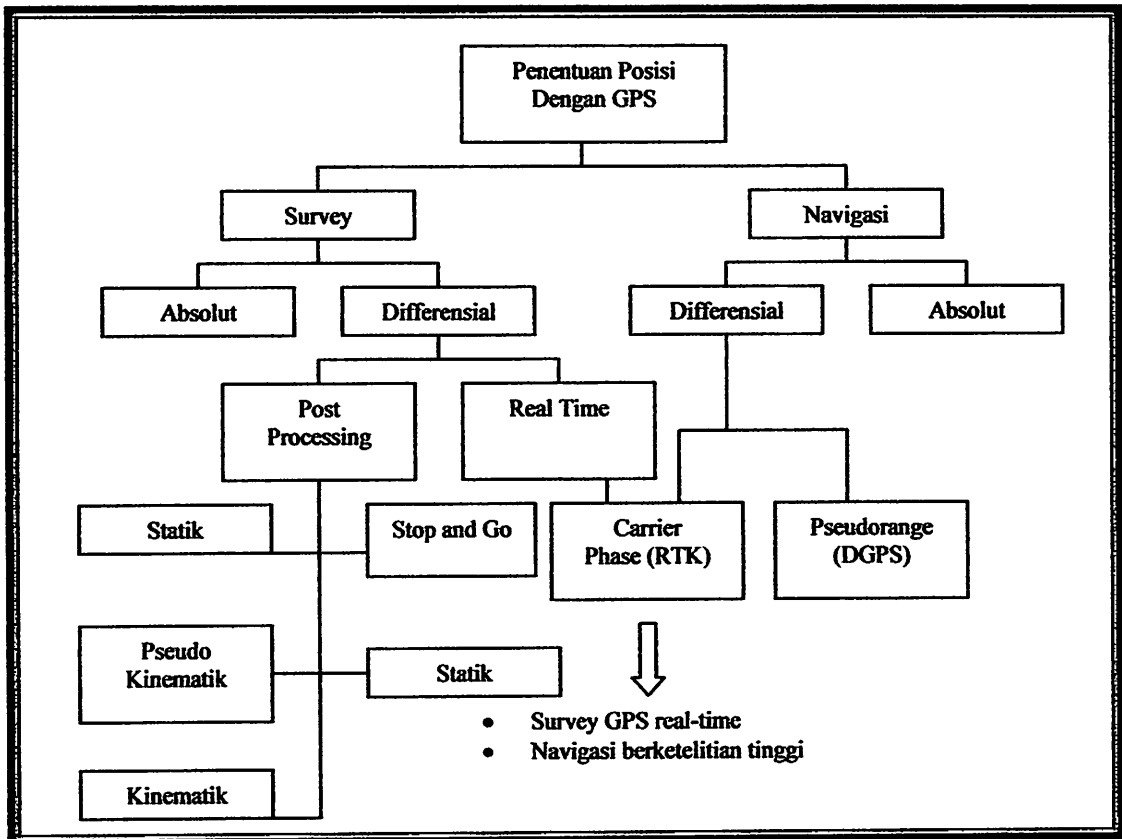 Penentuan Posisi
Dengan GPS
Survey
Navigasi
Absolut
Differensial
Differensial
Absolut
Post
Processing
Real Time
Statik
Stop and Go
Carrier
Phase (RTK)
Pseudorange
(DGPS)
Pseudo
Kinematik
Statik
• Survey GPS real-time
• Navigasi berketelitian tinggi
Kinematik